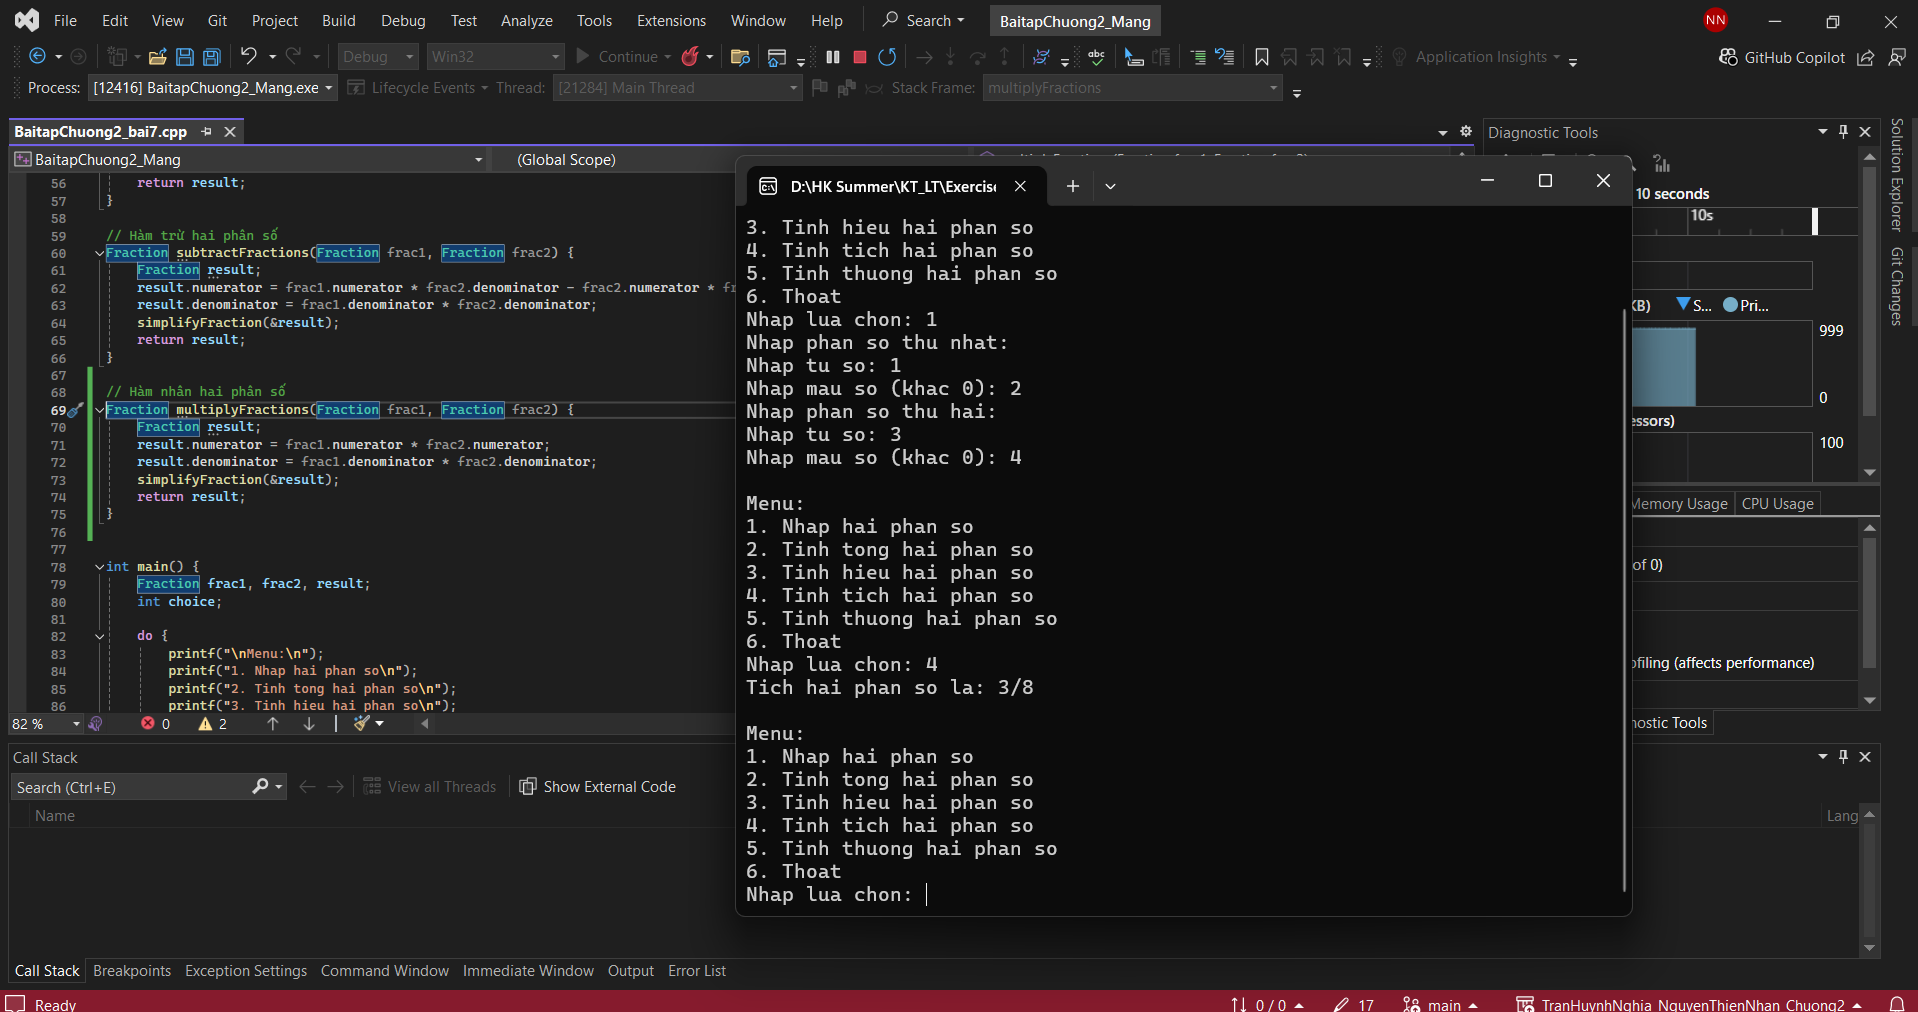 File Edit View Git Project Build Debug Test Analyze Tools Extensions Window Help Search BaitapChuong2_Mang NN
Debug Win32 Continue Application Insights GitHub Copilot
Process: [12416] BaitapChuong2_Mang.exe Lifecycle Events Thread: [21284] Main Thread Stack Frame: multiplyFractions
BaitapChuong2_bai7.cpp
BaitapChuong2_Mang (Global Scope)
56 return result;
57 }
58
59 // Hàm trừ hai phân số
60 Fraction subtractFractions(Fraction frac1, Fraction frac2) {
61 Fraction result;
62 result.numerator = frac1.numerator * frac2.denominator - frac2.numerator * fr
63 result.denominator = frac1.denominator * frac2.denominator;
64 simplifyFraction(&result);
65 return result;
66 }
67
68 // Hàm nhân hai phân số
69 Fraction multiplyFractions(Fraction frac1, Fraction frac2) {
70 Fraction result;
71 result.numerator = frac1.numerator * frac2.numerator;
72 result.denominator = frac1.denominator * frac2.denominator;
73 simplifyFraction(&result);
74 return result;
75 }
76
77
78 int main() {
79 Fraction frac1, frac2, result;
80 int choice;
81
82 do {
83 printf("\nMenu:\n");
84 printf("1. Nhap hai phan so\n");
85 printf("2. Tinh tong hai phan so\n");
86 printf("3. Tinh hieu hai phan so\n");
82 % 0 2
D:\HK Summer\KT_LT\Exercis
3. Tinh hieu hai phan so
4. Tinh tich hai phan so
5. Tinh thuong hai phan so
6. Thoat
Nhap lua chon: 1
Nhap phan so thu nhat:
Nhap tu so: 1
Nhap mau so (khac 0): 2
Nhap phan so thu hai:
Nhap tu so: 3
Nhap mau so (khac 0): 4
Menu:
1. Nhap hai phan so
2. Tinh tong hai phan so
3. Tinh hieu hai phan so
4. Tinh tich hai phan so
5. Tinh thuong hai phan so
6. Thoat
Nhap lua chon: 4
Tich hai phan so la: 3/8
Menu:
1. Nhap hai phan so
2. Tinh tong hai phan so
3. Tinh hieu hai phan so
4. Tinh tich hai phan so
5. Tinh thuong hai phan so
6. Thoat
Nhap lua chon:
Diagnostic Tools
10 seconds
10s
KB) S... Pri...
999
0
essors)
100
Memory Usage CPU Usage
of 0)
ofiling (affects performance)
nostic Tools
Solution Explorer
Git Changes
Call Stack
Search (Ctrl+E) View all Threads Show External Code
Name Lang
Call Stack Breakpoints Exception Settings Command Window Immediate Window Output Error List
Ready 0 / 0 17 main TranHuynhNghia_NguyenThienNhan_Chuong2